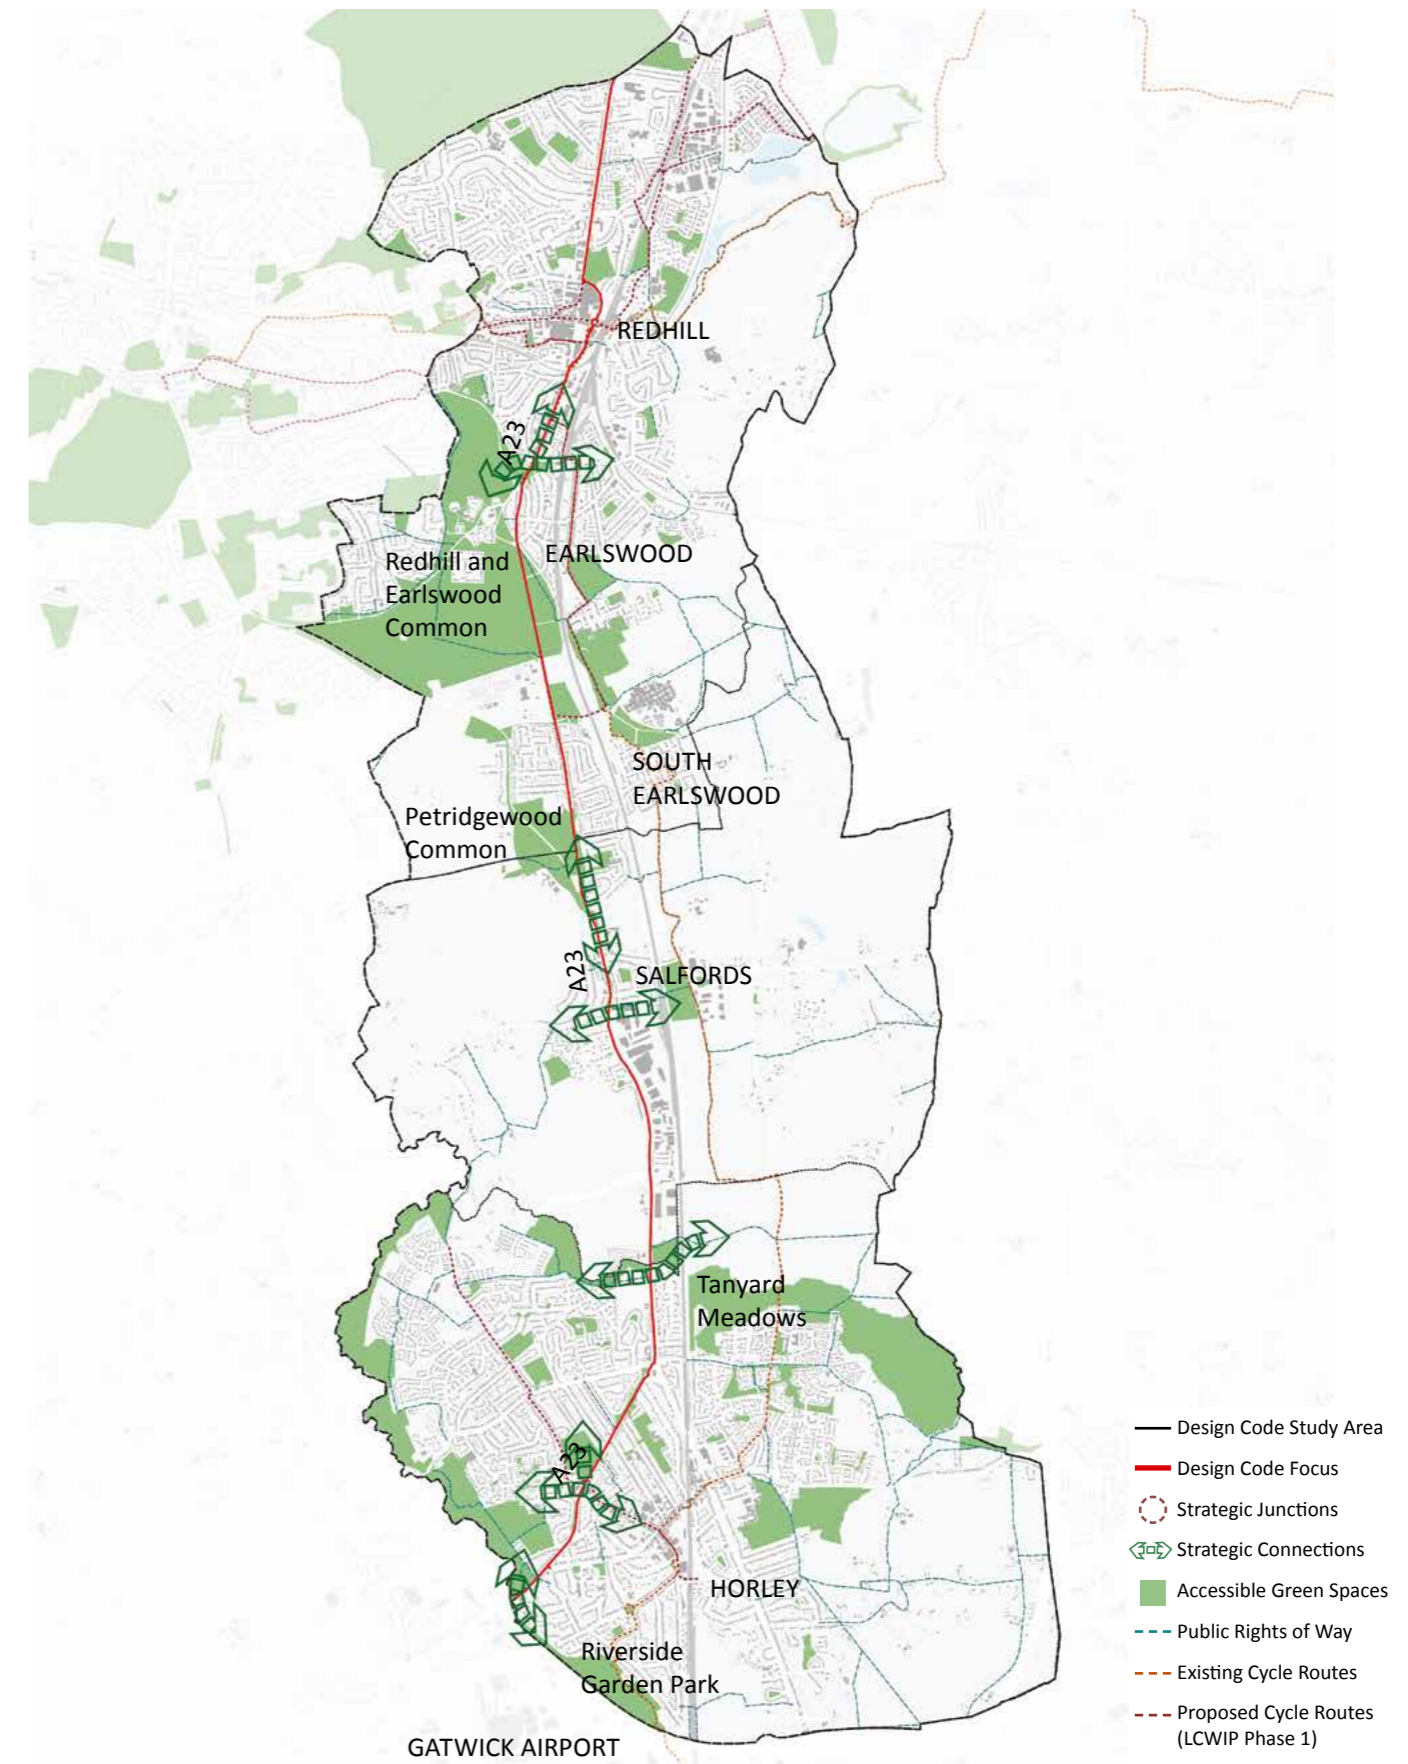 REDHILL
A23
EARLSWOOD
Redhill and
Earlswood
Common
SOUTH
EARLSWOOD
Petridgewood
Common
A23
SALFORDS
Tanyard
Meadows
A23
HORLEY
Riverside
Garden Park
GATWICK AIRPORT
Design Code Study Area
Design Code Focus
Strategic Junctions
Strategic Connections
Accessible Green Spaces
Public Rights of Way
Existing Cycle Routes
Proposed Cycle Routes
(LCWIP Phase 1)